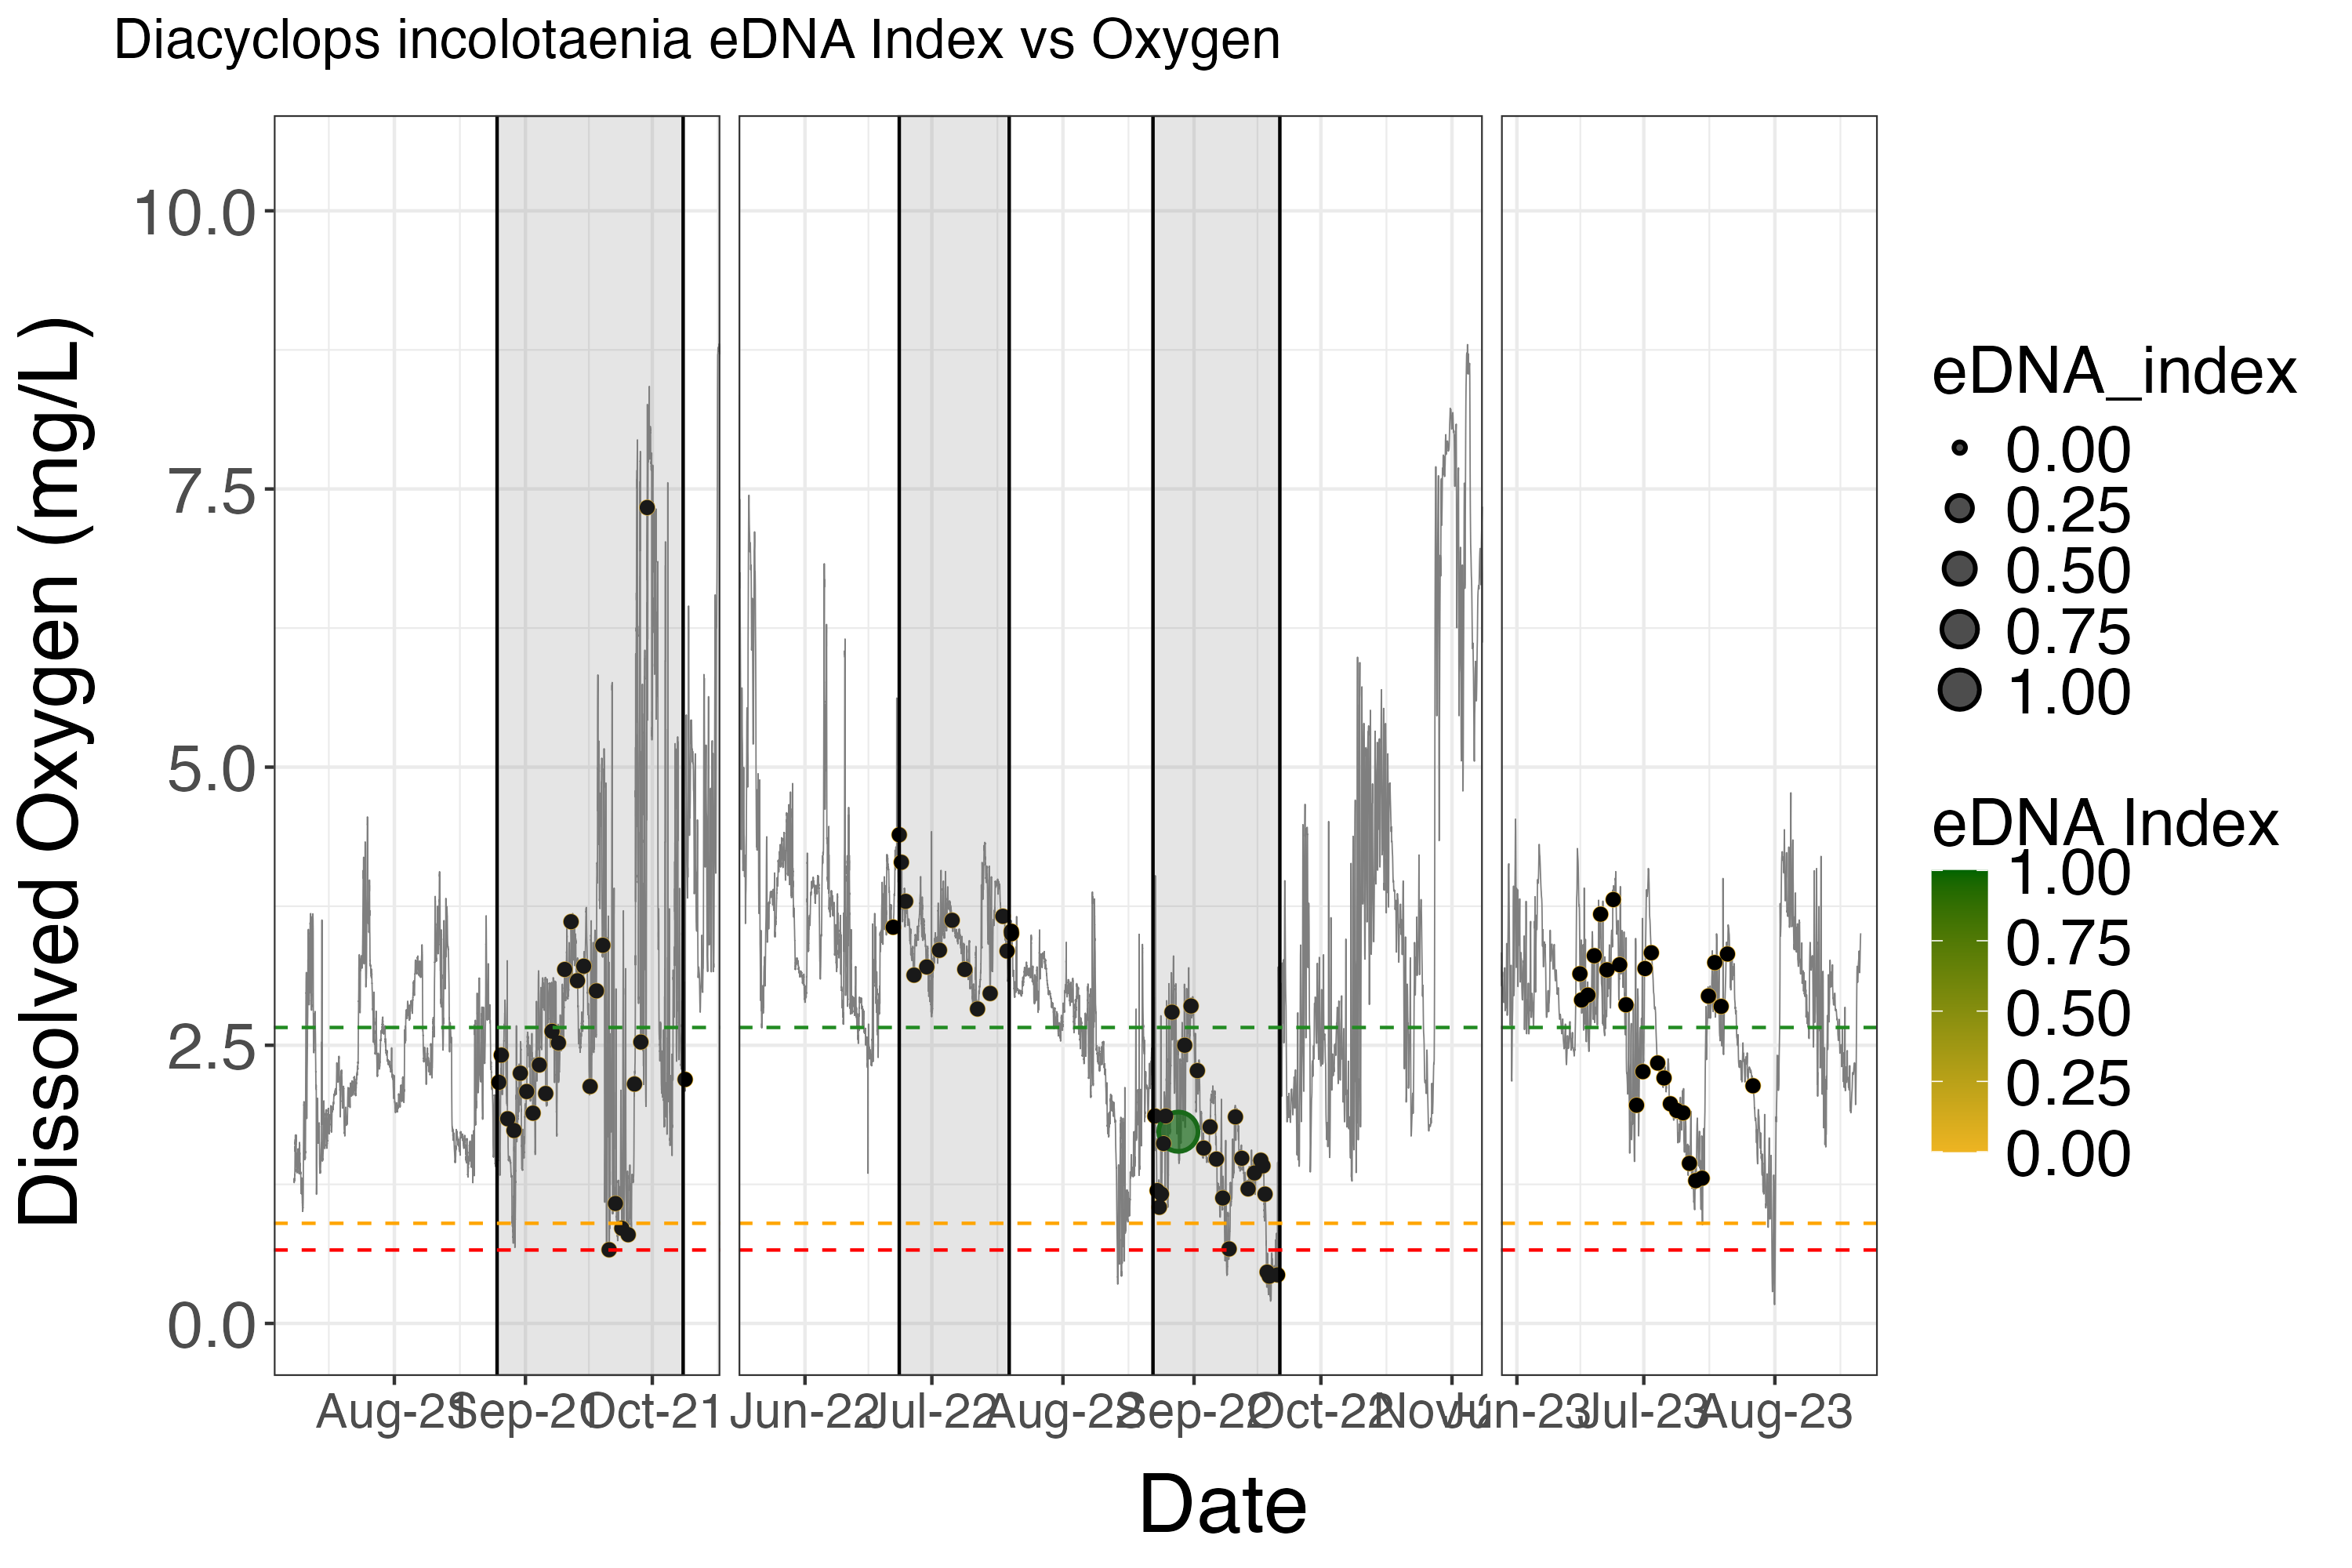 Diacyclops incolotaenia eDNA Index vs Oxygen
Dissolved Oxygen (mg/L)
10.0
7.5
5.0
2.5
0.0
Aug-21
Sep-21
Oct-21
Jun-22
Jul-22
Aug-22
Sep-22
Oct-22
Nov-22
Jun-23
Jul-23
Aug-23
Date
eDNA_index
0.00
0.25
0.50
0.75
1.00
eDNA Index
1.00
0.75
0.50
0.25
0.00